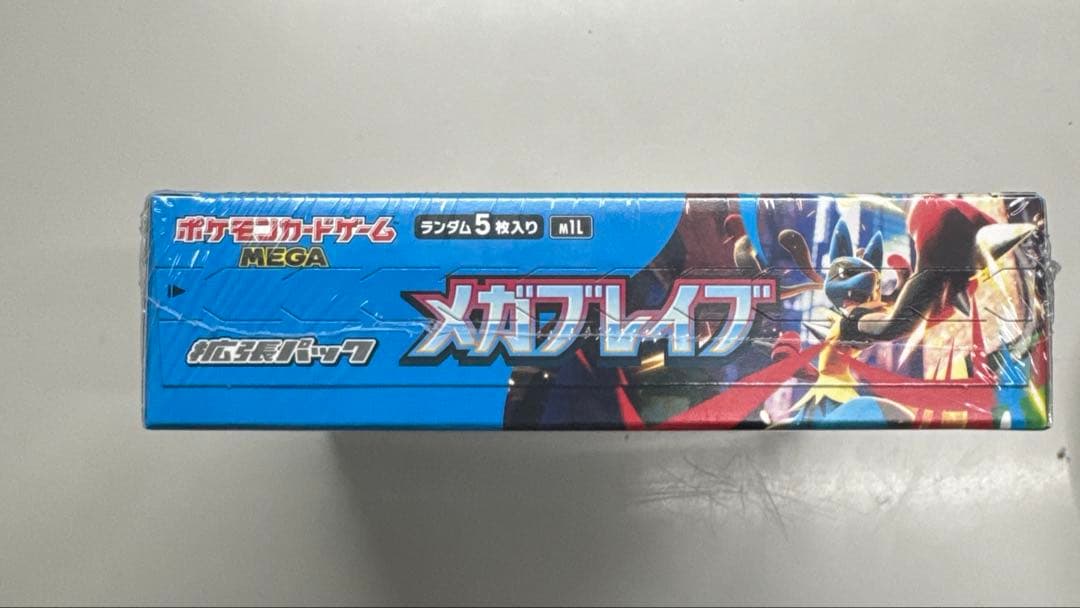 ポケモンカードゲーム
MEGA
ランダム5枚入り
M1L
メガブレイブ
拡張パック